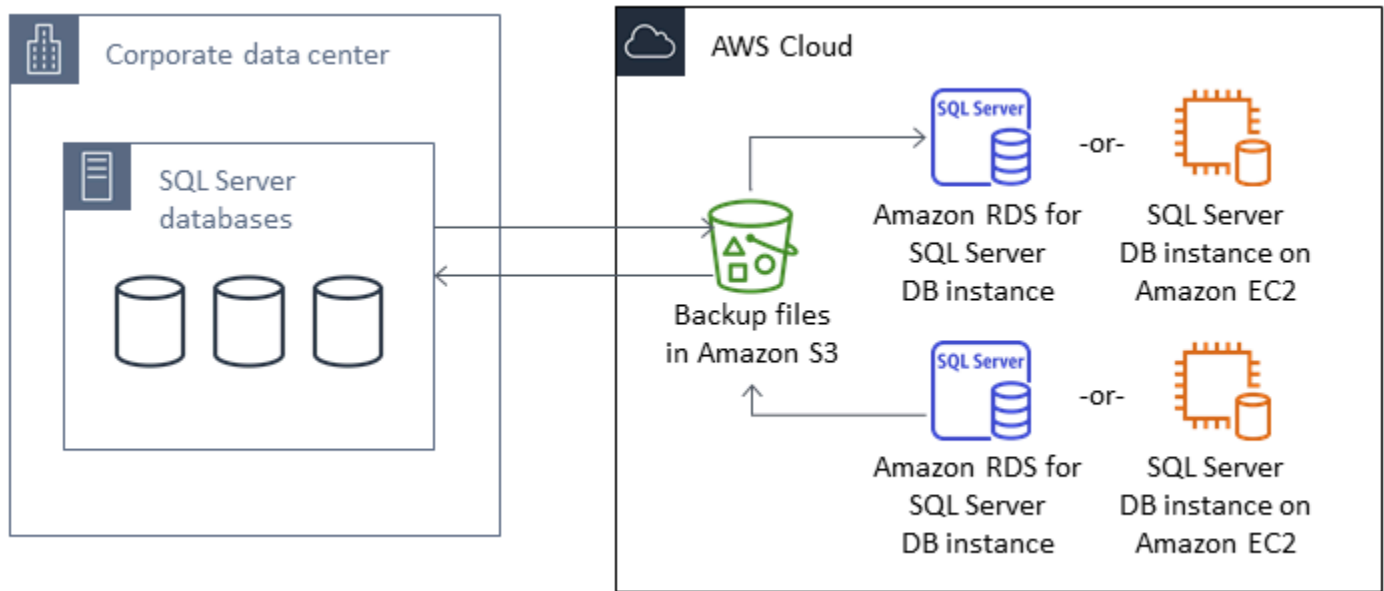 Corporate data center
SQL Server
databases
AWS Cloud
SQL Server
-or-
Amazon RDS for
SQL Server
DB instance
SQL Server
DB instance on
Amazon EC2
Backup files
in Amazon S3
SQL Server
-or-
Amazon RDS for
SQL Server
DB instance
SQL Server
DB instance on
Amazon EC2